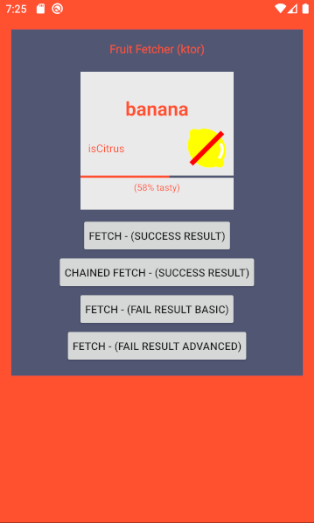 7:25
Fruit Fetcher (ktor)
banana
isCitrus
(58% tasty)
FETCH - (SUCCESS RESULT)
CHAINED FETCH - (SUCCESS RESULT)
FETCH - (FAIL RESULT BASIC)
FETCH - (FAIL RESULT ADVANCED)